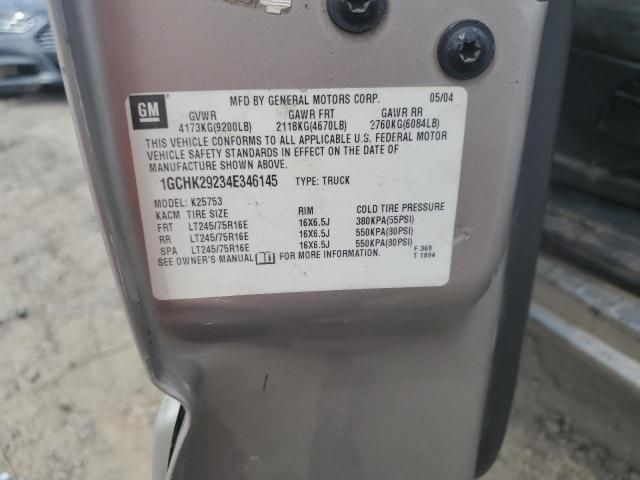 GM
MFD BY GENERAL MOTORS CORP. 05/04
GVWR GAWR FRT GAWR RR
4173KG(9200LB) 2118KG(4670LB) 2760KG(6084LB)
THIS VEHICLE CONFORMS TO ALL APPLICABLE U.S. FEDERAL MOTOR
VEHICLE SAFETY STANDARDS IN EFFECT ON THE DATE OF
MANUFACTURE SHOWN ABOVE.
1GCHK29234E346145 TYPE: TRUCK
MODEL: K25753
KACM TIRE SIZE RIM COLD TIRE PRESSURE
FRT LT245/75R16E 16X6.5J 380KPA(55PSI)
RR LT245/75R16E 16X6.5J 550KPA(80PSI)
SPA LT245/75R16E 16X6.5J 550KPA(80PSI)
SEE OWNER'S MANUAL FOR MORE INFORMATION.
F 369
T 1894